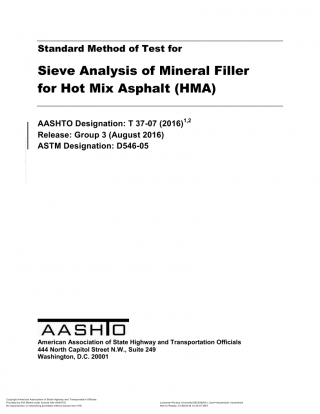 Standard Method of Test for
Sieve Analysis of Mineral Filler
for Hot Mix Asphalt (HMA)
AASHTO Designation: T 37-07 (2016)1,2
Release: Group 3 (August 2016)
ASTM Designation: D546-05
AASHTO
American Association of State Highway and Transportation Officials
444 North Capitol Street N.W., Suite 249
Washington, D.C. 20001